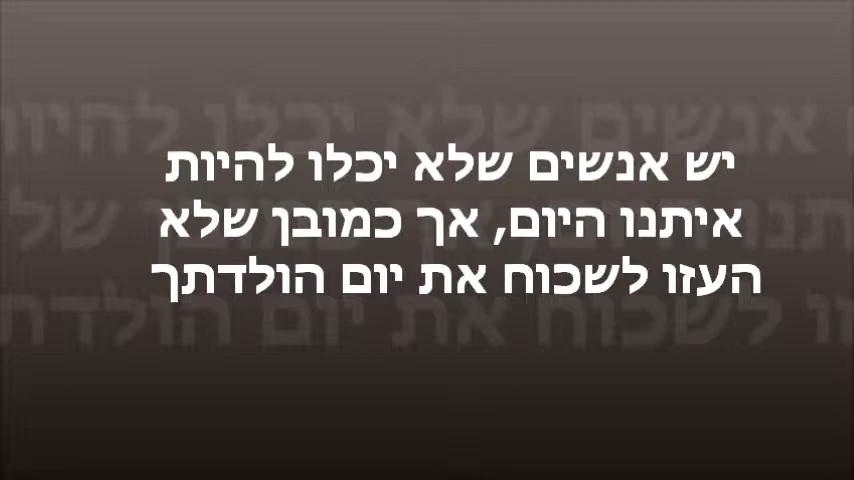 יש אנשים שלא יכלו להיות
איתנו היום, אך כמובן שלא
העזו לשכוח את יום הולדתך